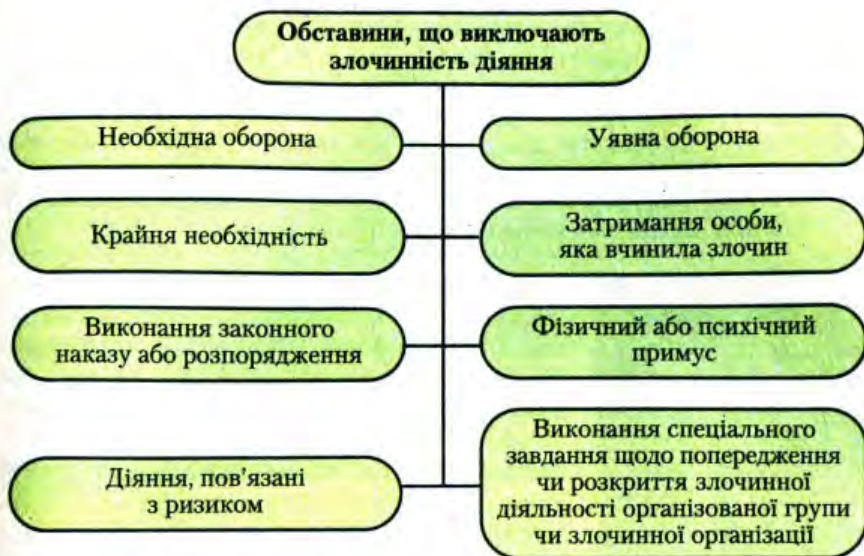 Обставини, що виключають
злочинність діяння
Необхідна оборона
Уявна оборона
Крайня необхідність
Затримання особи,
яка вчинила злочин
Виконання законного
наказу або розпорядження
Фізичний або психічний
примус
Діяння, пов’язані
з ризиком
Виконання спеціального
завдання щодо попередження
чи розкриття злочинної
діяльності організованої групи
чи злочинної організації